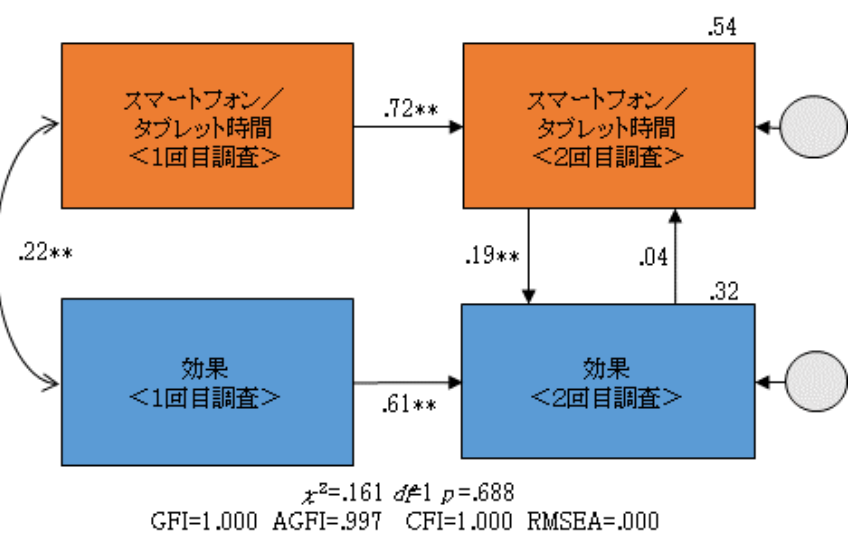 .54
スマートフォン／
タブレット時間
＜1回目調査＞
.72**
スマートフォン／
タブレット時間
＜2回目調査＞
.22**
.19**
.04
.32
効果
＜1回目調査＞
.61**
効果
＜2回目調査＞
χ²=.161 df=1 p=.688
GFI=1.000 AGFI=.997 CFI=1.000 RMSEA=.000